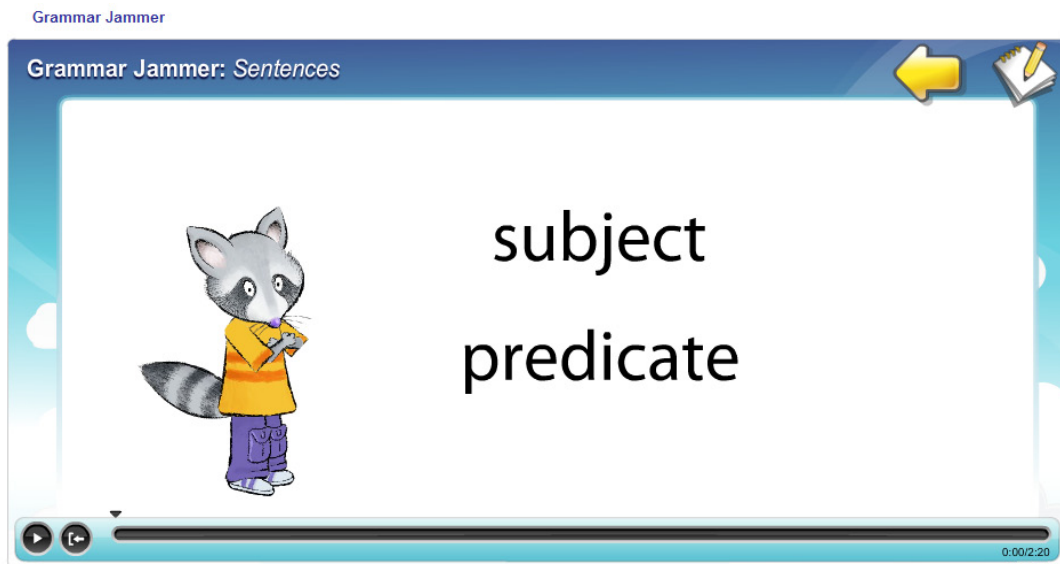 Grammar Jammer
Grammar Jammer: Sentences
subject
predicate
0:00/2:20